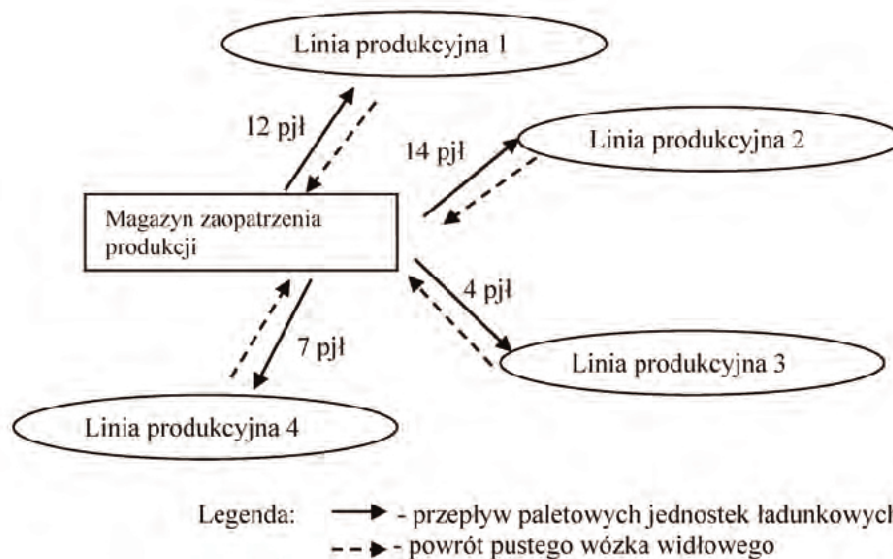 Linia produkcyjna 1
12 pjł
14 pjł
Linia produkcyjna 2
Magazyn zaopatrzenia
produkcji
4 pjł
7 pjł
Linia produkcyjna 3
Linia produkcyjna 4
Legenda:
- przepływ paletowych jednostek ładunkowych
- powrót pustego wózka widłowego